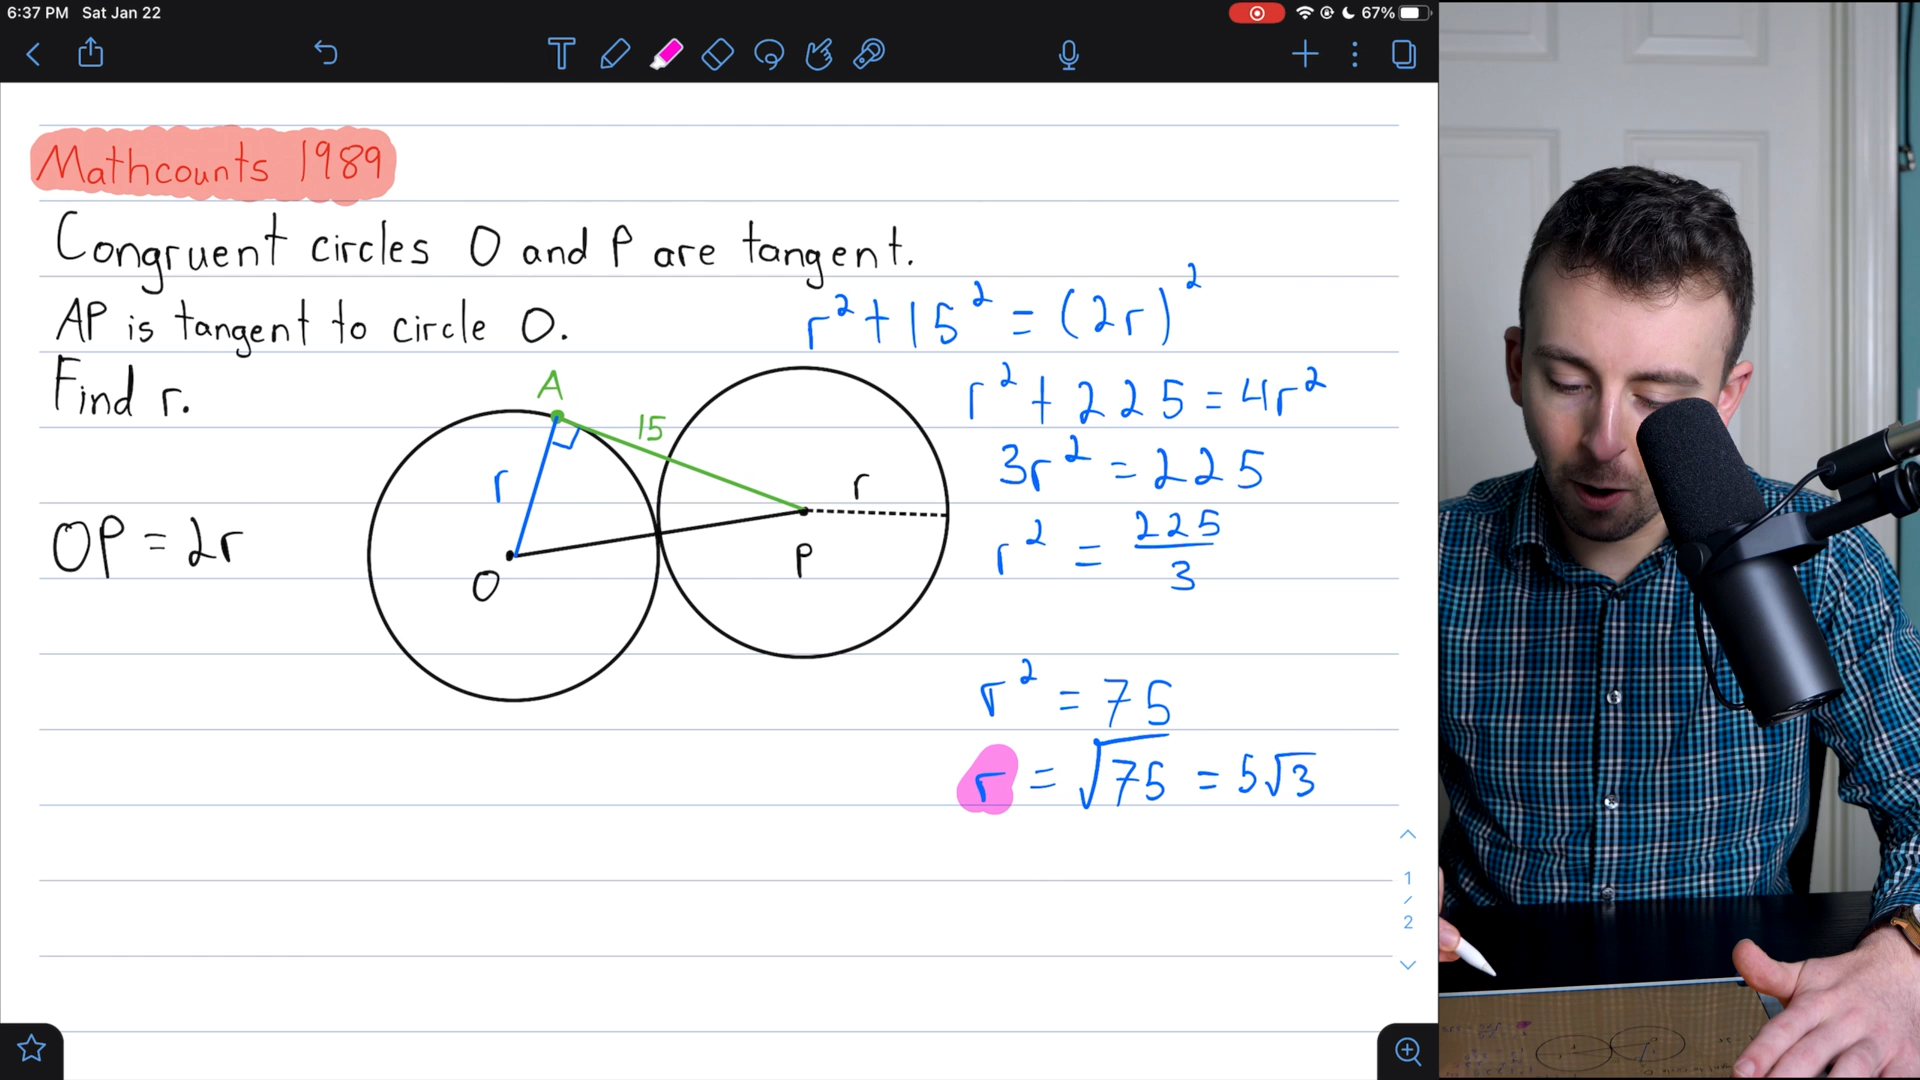 6:37 PM Sat Jan 22
67%
T
Mathcounts 1989
Congruent circles O and P are tangent.
AP is tangent to circle O.
Find r.
OP = 2r
A
15
r
r
O
P
r² + 15² = (2r)²
r² + 225 = 4r²
3r² = 225
r² = 225/3
r² = 75
r = √75 = 5√3
1
/
2